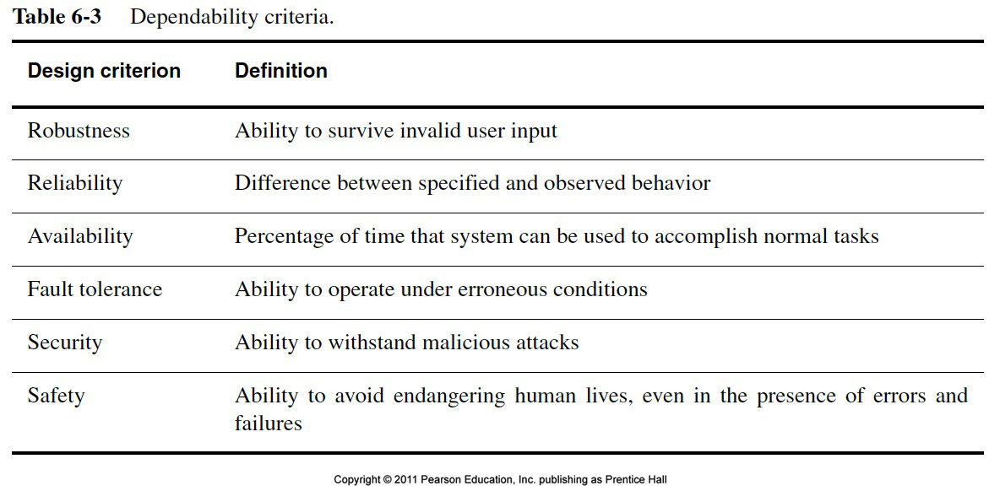 Table 6-3 Dependability criteria.
Design criterion Definition
Robustness Ability to survive invalid user input
Reliability Difference between specified and observed behavior
Availability Percentage of time that system can be used to accomplish normal tasks
Fault tolerance Ability to operate under erroneous conditions
Security Ability to withstand malicious attacks
Safety Ability to avoid endangering human lives, even in the presence of errors and
failures
Copyright © 2011 Pearson Education, Inc. publishing as Prentice Hall